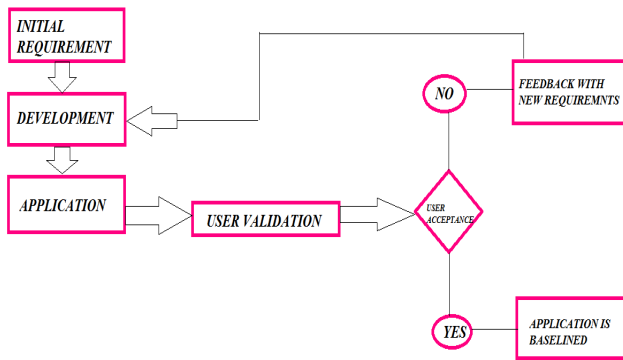 INITIAL
REQUIREMENT
NO
FEEDBACK WITH
NEW REQUIREMNTS
DEVELOPMENT
APPLICATION
USER VALIDATION
USER
ACCEPTANCE
YES
APPLICATION IS
BASELINED